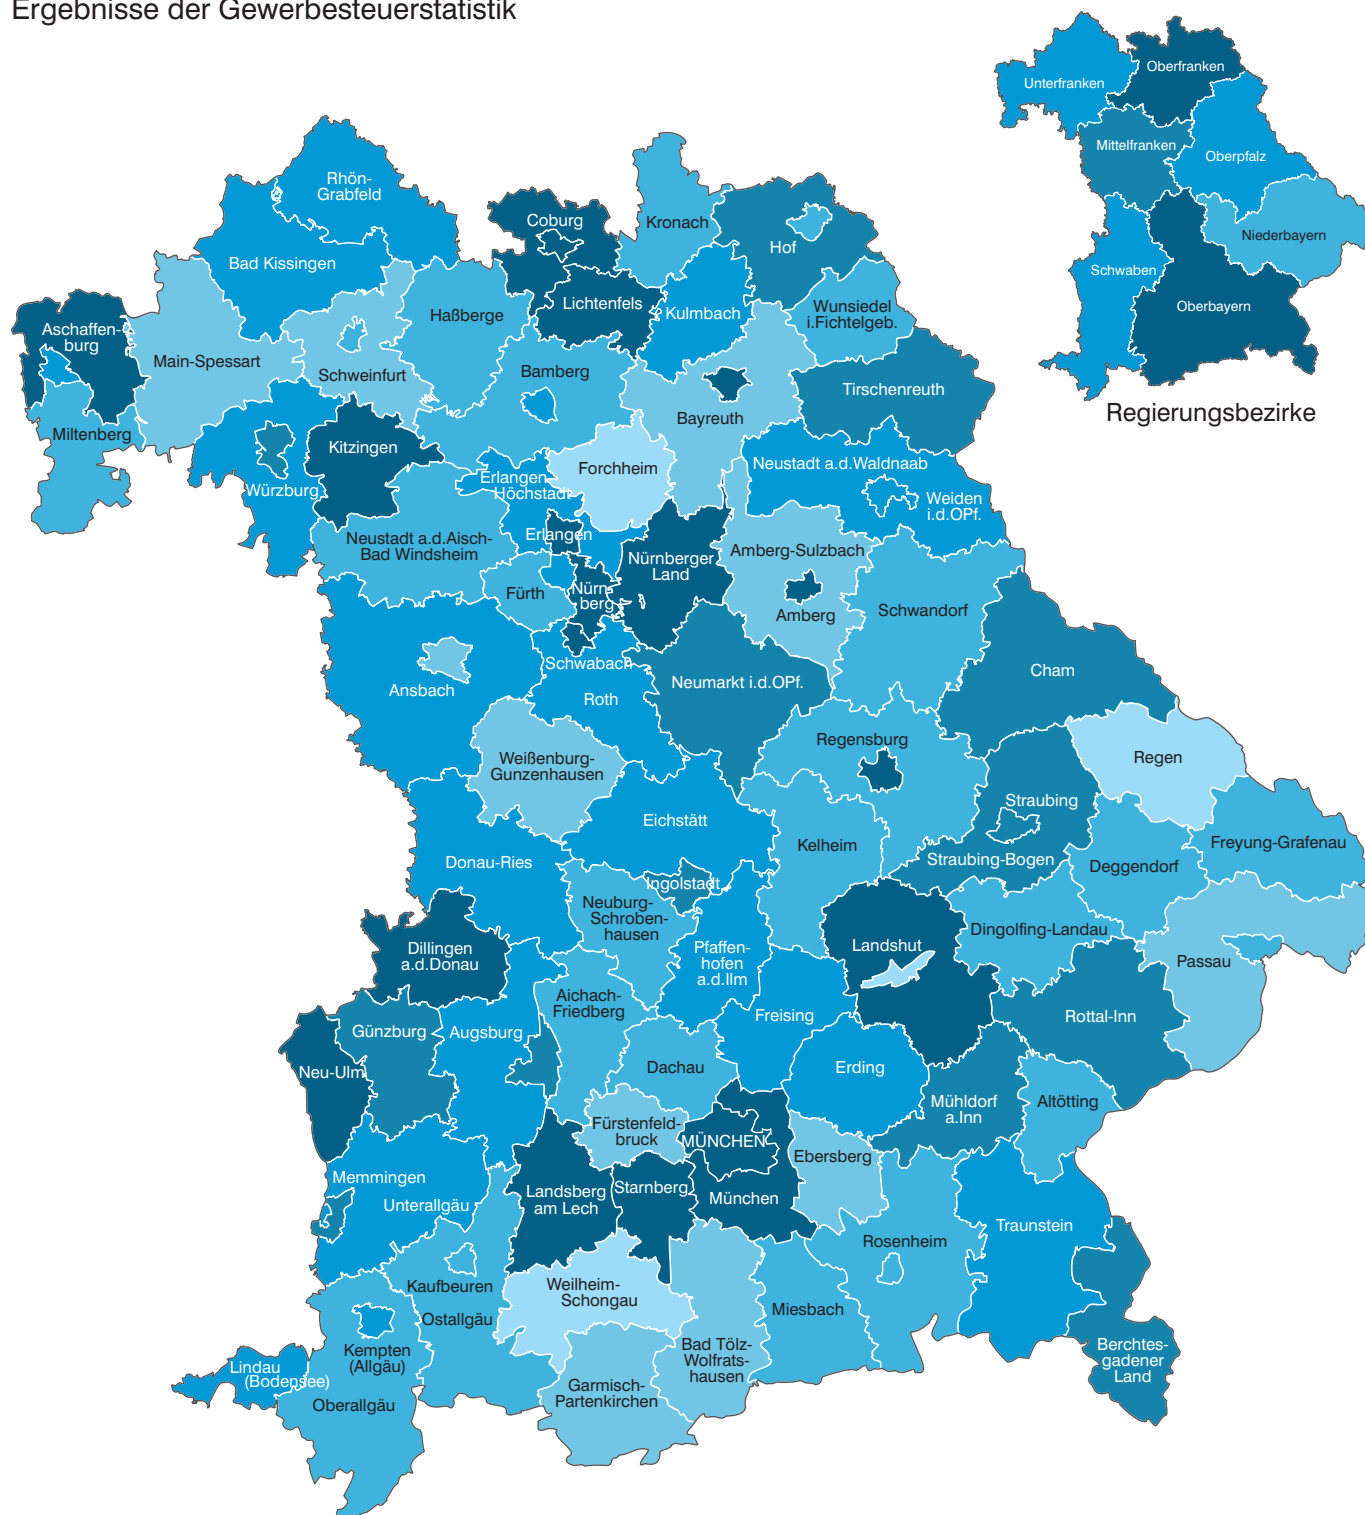 Ergebnisse der Gewerbesteuerstatistik
Unterfranken
Oberfranken
Mittelfranken
Oberpfalz
Niederbayern
Schwaben
Oberbayern
Regierungsbezirke
Rhön-
Grabfeld
Bad Kissingen
Coburg
Kronach
Hof
Lichtenfels
Kulmbach
Wunsiedel
i.Fichtelgeb.
Haßberge
Aschaffen-
burg
Main-Spessart
Schweinfurt
Bamberg
Bayreuth
Tirschenreuth
Miltenberg
Kitzingen
Würzburg
Forchheim
Erlangen-
Höchstadt
Neustadt a.d.Waldnaab
Weiden
i.d.OPf.
Neustadt a.d.Aisch-
Bad Windsheim
Erlangen
Nürnberger
Land
Amberg-Sulzbach
Amberg
Fürth
Nürn-
berg
Schwandorf
Schwabach
Roth
Ansbach
Neumarkt i.d.OPf.
Cham
Regensburg
Regen
Weißenburg-
Gunzenhausen
Straubing
Eichstätt
Kelheim
Freyung-Grafenau
Donau-Ries
Straubing-Bogen
Deggendorf
Ingolstadt
Neuburg-
Schroben-
hausen
Dingolfing-Landau
Dillingen
a.d.Donau
Pfaffen-
hofen
a.d.Ilm
Landshut
Passau
Aichach-
Friedberg
Günzburg
Augsburg
Freising
Rottal-Inn
Neu-Ulm
Dachau
Erding
Mühldorf
a.Inn
Altötting
Fürstenfeld-
bruck
MÜNCHEN
Ebersberg
Memmingen
Unterallgäu
Landsberg
am Lech
Starnberg
München
Traunstein
Rosenheim
Kaufbeuren
Ostallgäu
Weilheim-
Schongau
Miesbach
Kempten
(Allgäu)
Bad Tölz-
Wolfrats-
hausen
Berchtes-
gadener
Land
Lindau
(Bodensee)
Oberallgäu
Garmisch-
Partenkirchen